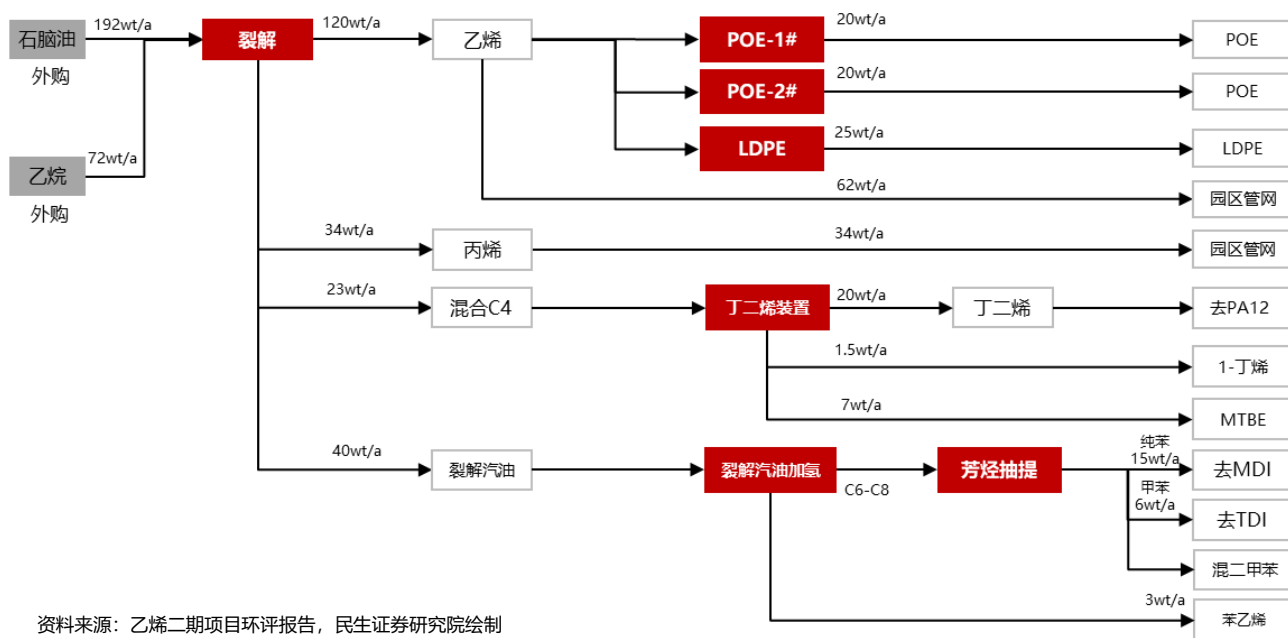 石脑油
192wt/a
外购
裂解
120wt/a
乙烯
POE-1#
20wt/a
POE
POE-2#
20wt/a
POE
LDPE
25wt/a
LDPE
乙烷
72wt/a
外购
62wt/a
园区管网
34wt/a
丙烯
34wt/a
园区管网
23wt/a
混合C4
丁二烯装置
20wt/a
丁二烯
去PA12
1.5wt/a
1-丁烯
7wt/a
MTBE
40wt/a
裂解汽油
裂解汽油加氢
C6-C8
芳烃抽提
纯苯
15wt/a
去MDI
甲苯
6wt/a
去TDI
混二甲苯
3wt/a
苯乙烯
资料来源：乙烯二期项目环评报告，民生证券研究院绘制